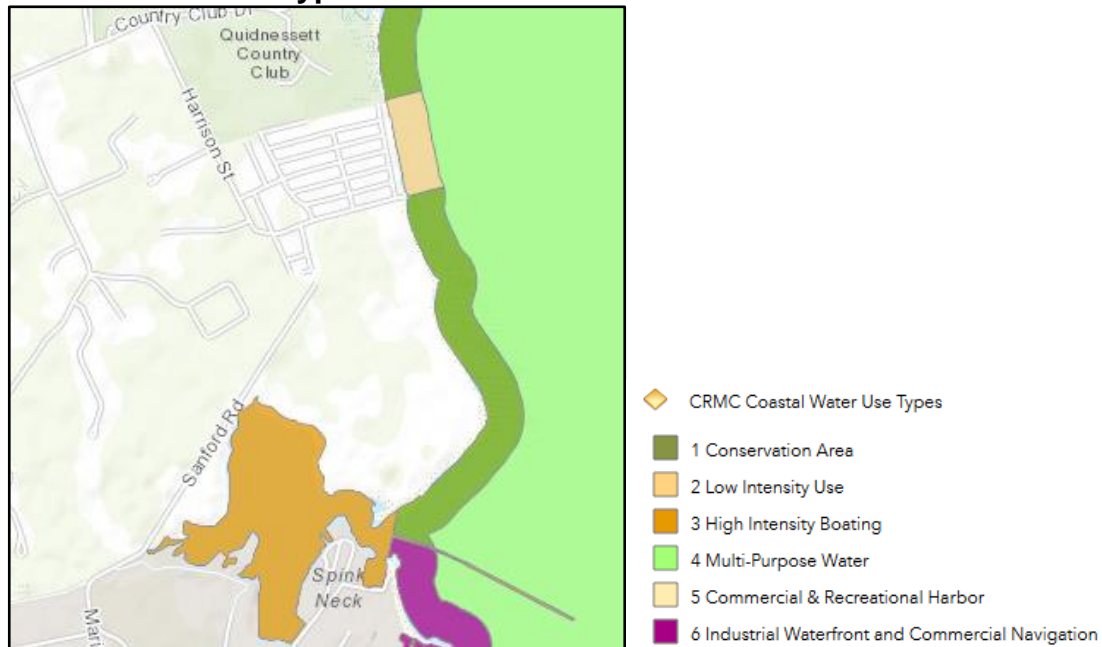 Country Club Dr
Quidnessett
Country
Club
Harrison St
Sanford Rd
Spink
Neck
Mari
CRMC Coastal Water Use Types
1 Conservation Area
2 Low Intensity Use
3 High Intensity Boating
4 Multi-Purpose Water
5 Commercial & Recreational Harbor
6 Industrial Waterfront and Commercial Navigation